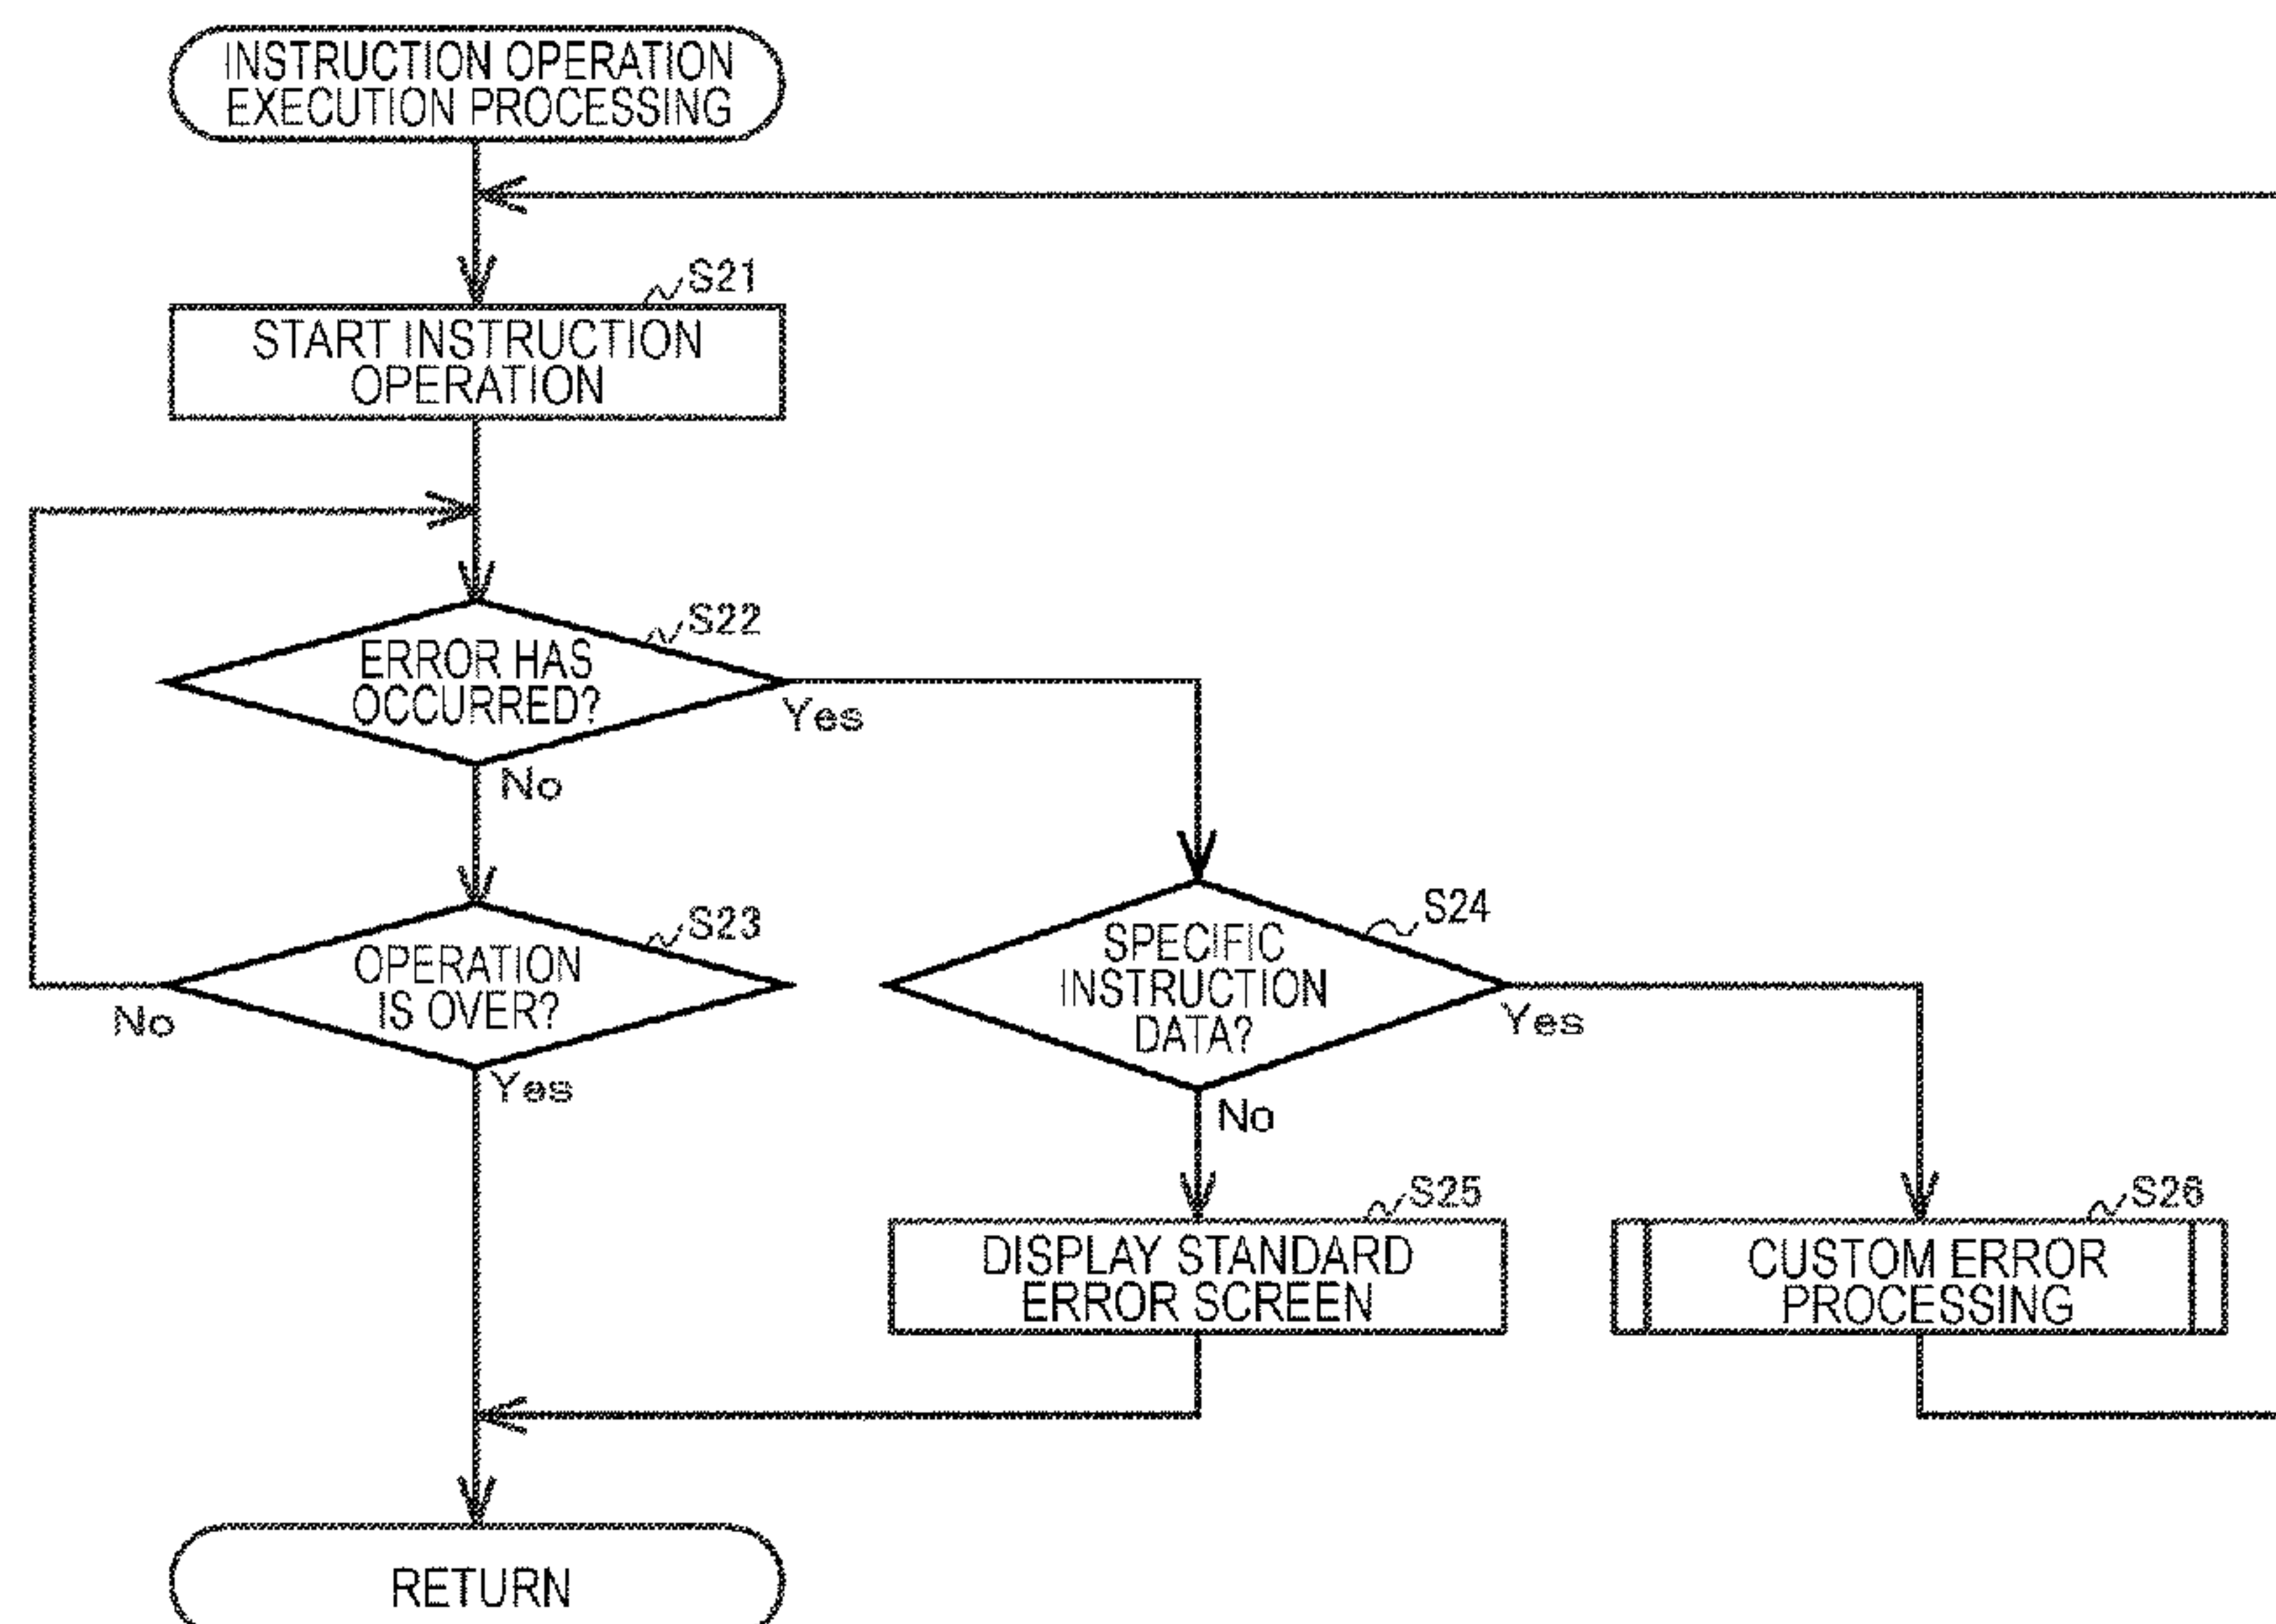 INSTRUCTION OPERATION
EXECUTION PROCESSING
S21
START INSTRUCTION
OPERATION
S22
ERROR HAS
OCCURRED?
Yes
No
S23
OPERATION
IS OVER?
No
Yes
S24
SPECIFIC
INSTRUCTION
DATA?
Yes
No
S25
DISPLAY STANDARD
ERROR SCREEN
S26
CUSTOM ERROR
PROCESSING
RETURN